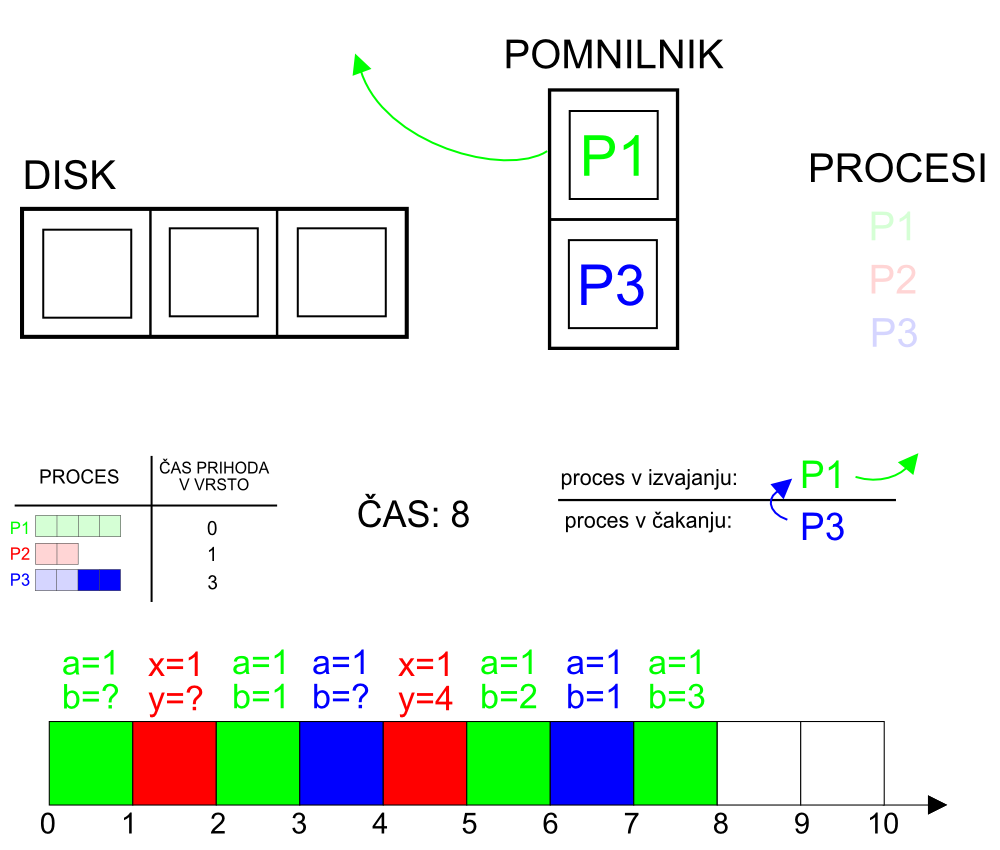 POMNILNIK
P1
P3
DISK
PROCESI
P1
P2
P3
PROCES
ČAS PRIHODA
V VRSTO
P1 0
P2 1
P3 3
ČAS: 8
proces v izvajanju: P1
proces v čakanju: P3
a=1 x=1 a=1 a=1 x=1 a=1 a=1 a=1
b=? y=? b=1 b=? y=4 b=2 b=1 b=3
0 1 2 3 4 5 6 7 8 9 10